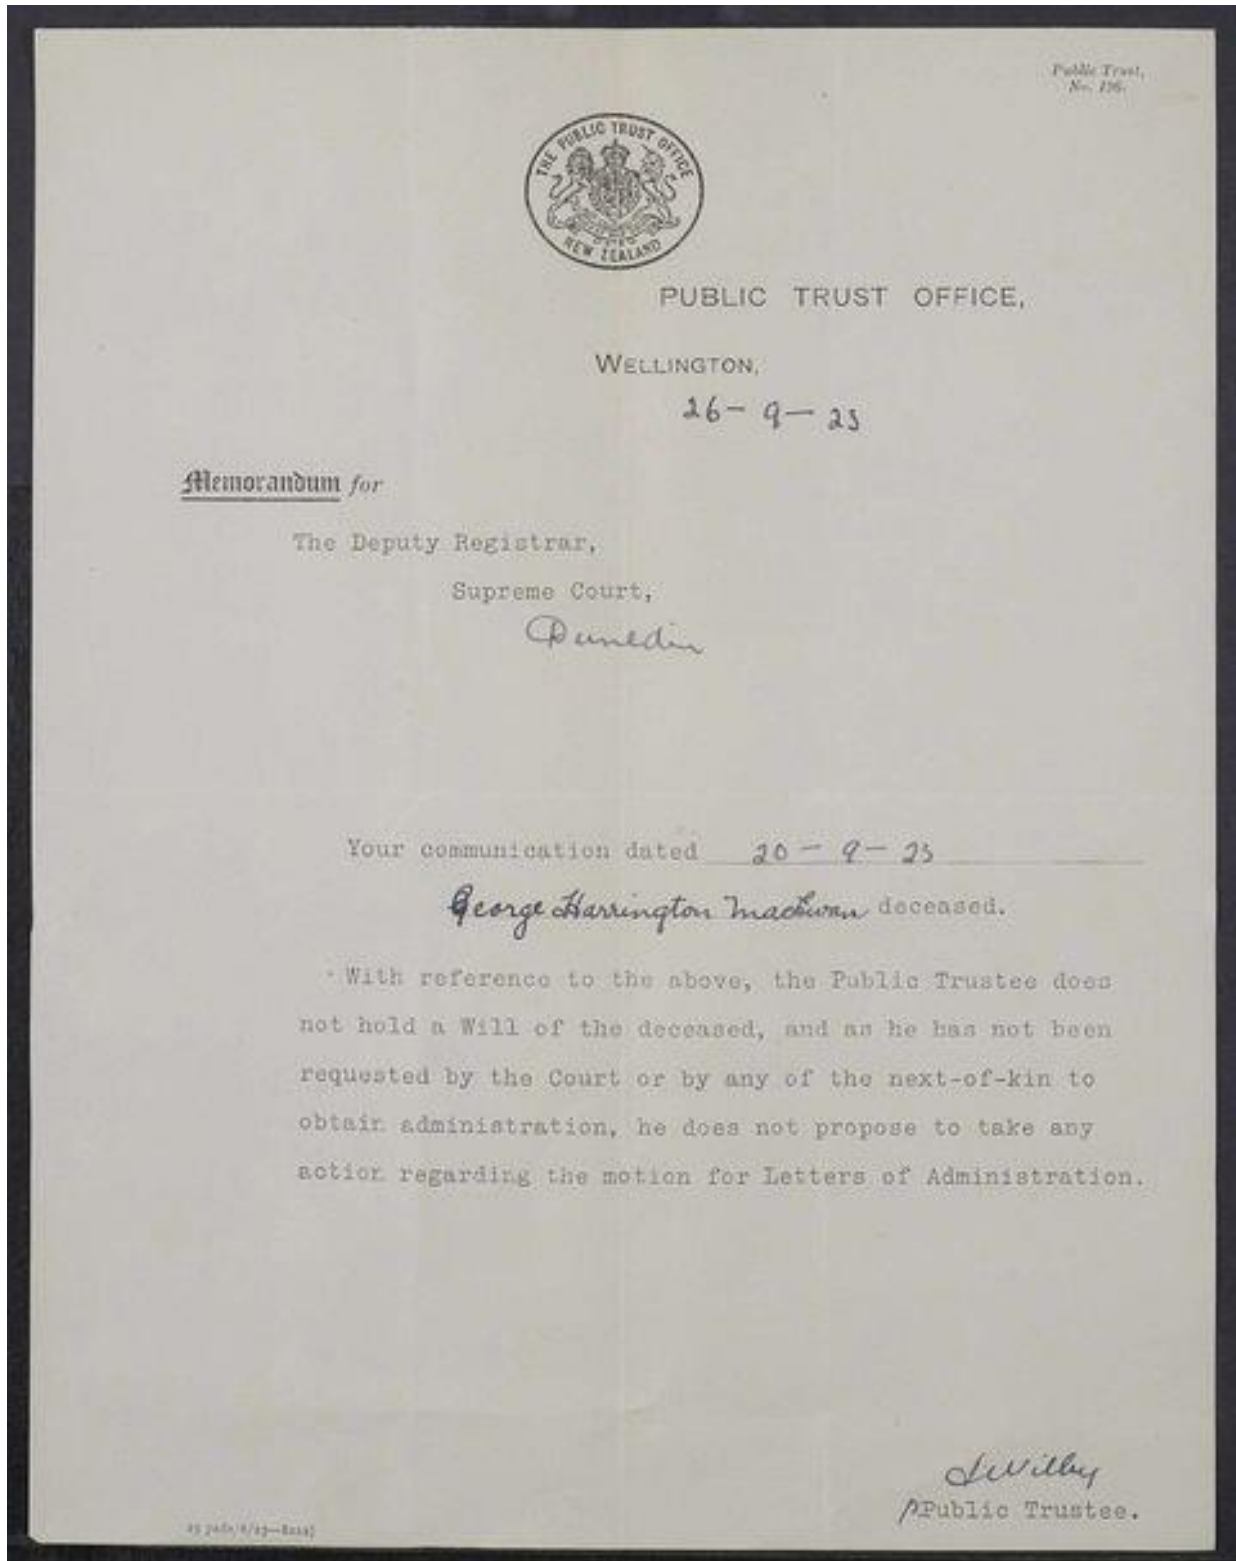 Public Trust,
No. 196.
THE PUBLIC TRUST OFFICE
NEW ZEALAND
PUBLIC TRUST OFFICE,
WELLINGTON,
26 - 9 - 23
Memorandum for
The Deputy Registrar,
Supreme Court,
Dunedin
Your communication dated 20 - 9 - 23
George Harrington MacEwan deceased.
With reference to the above, the Public Trustee does
not hold a Will of the deceased, and as he has not been
requested by the Court or by any of the next-of-kin to
obtain administration, he does not propose to take any
action regarding the motion for Letters of Administration.
Public Trustee.